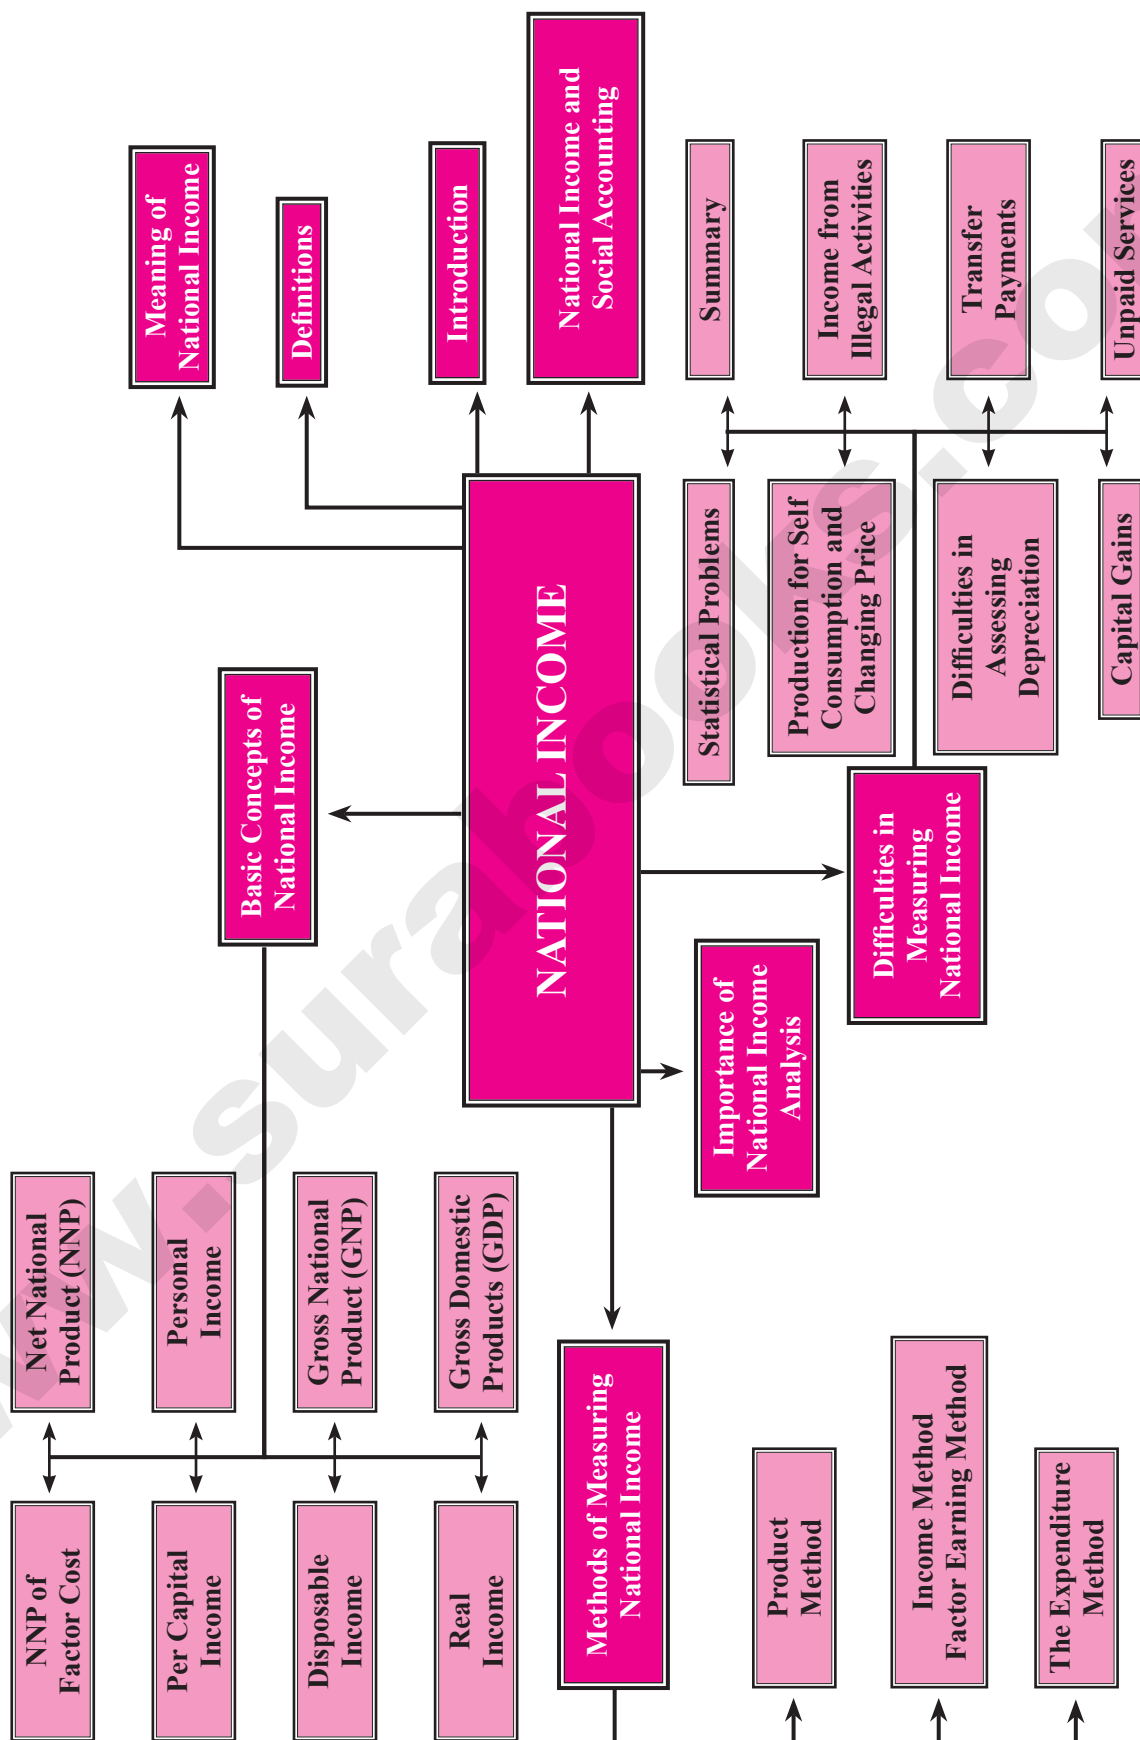 Meaning of
National Income
Definitions
Introduction
National Income and
Social Accounting
NATIONAL INCOME
Basic Concepts of
National Income
Net National
Product (NNP)
Personal
Income
Gross National
Product (GNP)
Gross Domestic
Products (GDP)
NNP of
Factor Cost
Per Capital
Income
Disposable
Income
Real
Income
Methods of Measuring
National Income
Product
Method
Income Method
Factor Earning Method
The Expenditure
Method
Importance of
National Income
Analysis
Difficulties in
Measuring
National Income
Summary
Income from
Illegal Activities
Transfer
Payments
Unpaid Services
Statistical Problems
Production for Self
Consumption and
Changing Price
Difficulties in
Assessing
Depreciation
Capital Gains